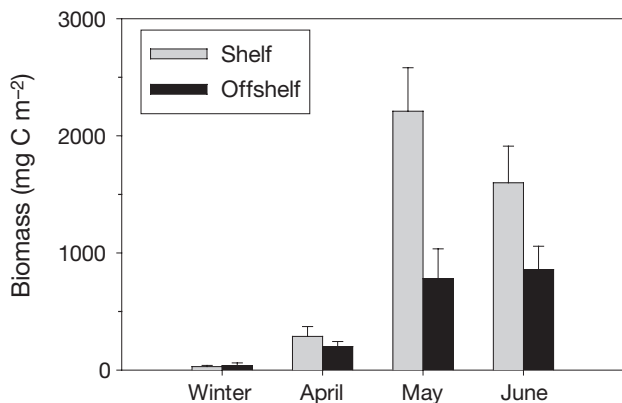 3000
2000
1000
0
Biomass (mg C m⁻²)
Shelf
Offshelf
Winter April May June